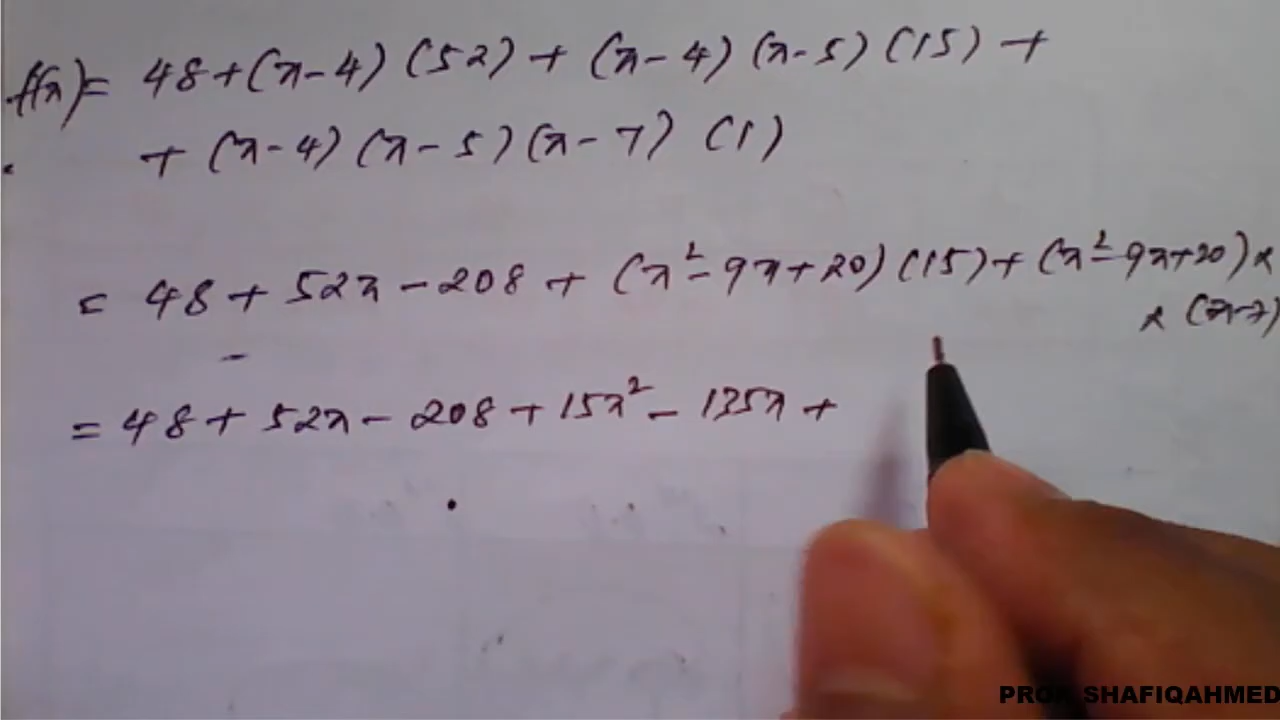 f(x)= 48+(x-4) (52) + (x-4) (x-5) (15) +
+ (x-4) (x-5) (x-7) (1)
= 48 + 52x - 208 + (x²-9x+20) (15) + (x²-9x+20) ×
× (x-7)
= 48 + 52x - 208 + 15x² - 135x +
PROF.SHAFIQAHMED